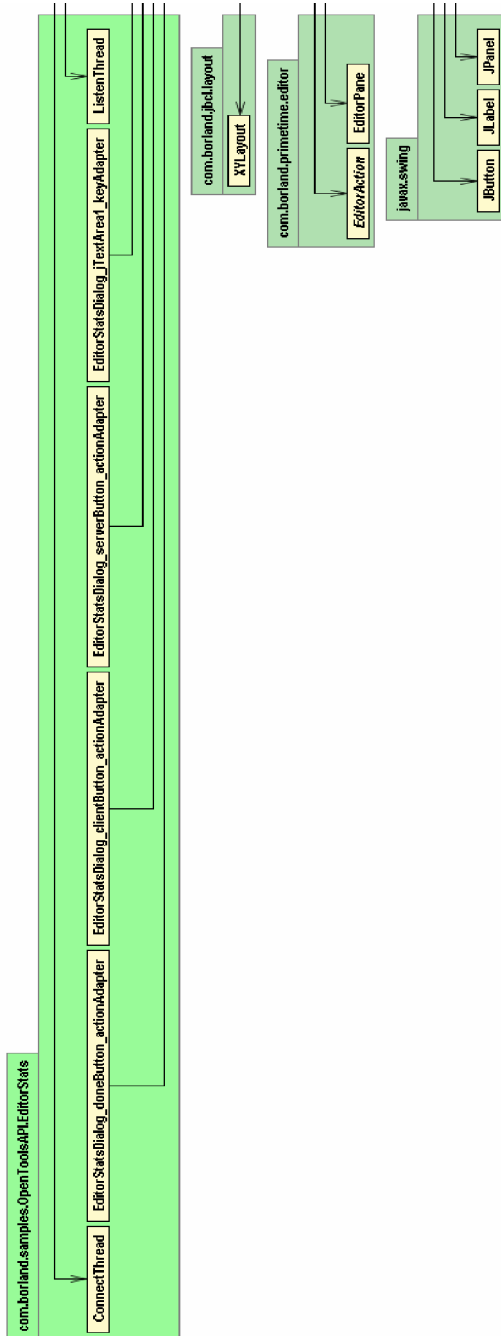 com.borland.samples.OpenToolsAPI.EditorStats
ConnectThread
EditorStatsDialog_doneButton_actionAdapter
EditorStatsDialog_clientButton_actionAdapter
EditorStatsDialog_serverButton_actionAdapter
EditorStatsDialog_jTextArea1_keyAdapter
ListenThread
com.borland.jbcl.layout
XYLayout
com.borland.primetime.editor
EditorAction
EditorPane
javax.swing
JButton
JLabel
JPanel